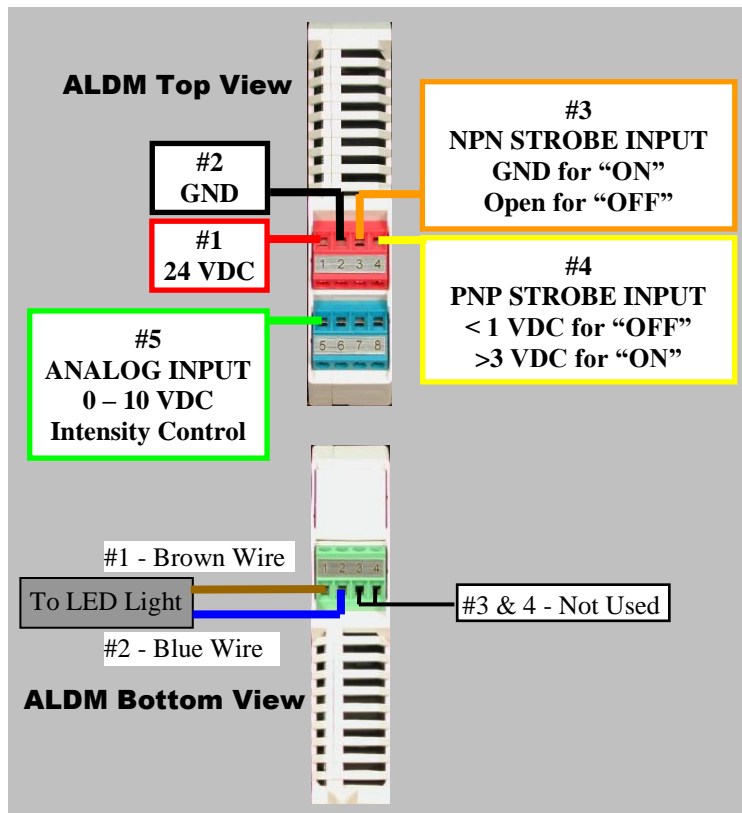 ALDM Top View
#3
NPN STROBE INPUT
GND for “ON”
Open for “OFF”
#2
GND
#1
24 VDC
1 2 3 4
#4
PNP STROBE INPUT
< 1 VDC for “OFF”
>3 VDC for “ON”
#5
ANALOG INPUT
0 – 10 VDC
Intensity Control
5 6 7 8
#1 - Brown Wire
1 2 3 4
To LED Light
#3 & 4 - Not Used
#2 - Blue Wire
ALDM Bottom View